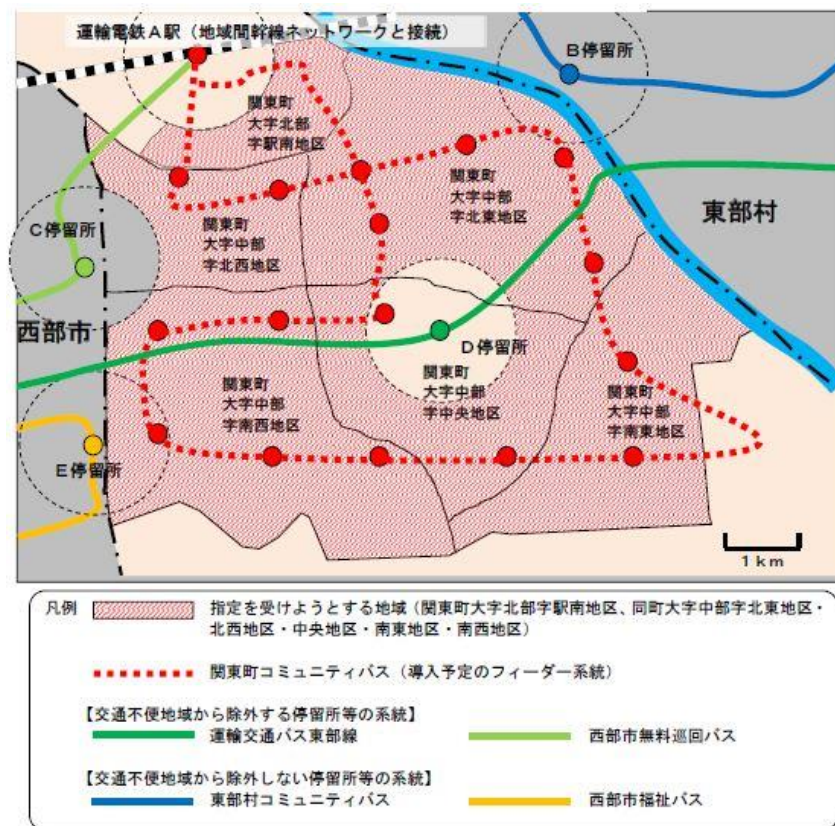 運輸電鉄A駅（地域間幹線ネットワークと接続）
B停留所
関東町
大字北部
字駅南地区
関東町
大字中部
字北東地区
東部村
C停留所
関東町
大字中部
字北西地区
西部市
D停留所
関東町
大字中部
字南西地区
関東町
大字中部
字中央地区
関東町
大字中部
字南東地区
E停留所
1km
凡例
指定を受けようとする地域（関東町大字北部字駅南地区、同町大字中部字北東地区・
北西地区・中央地区・南東地区・南西地区）
関東町コミュニティバス（導入予定のフィーダー系統）
【交通不便地域から除外する停留所等の系統】
運輸交通バス東部線
西部市無料巡回バス
【交通不便地域から除外しない停留所等の系統】
東部村コミュニティバス
西部市福祉バス